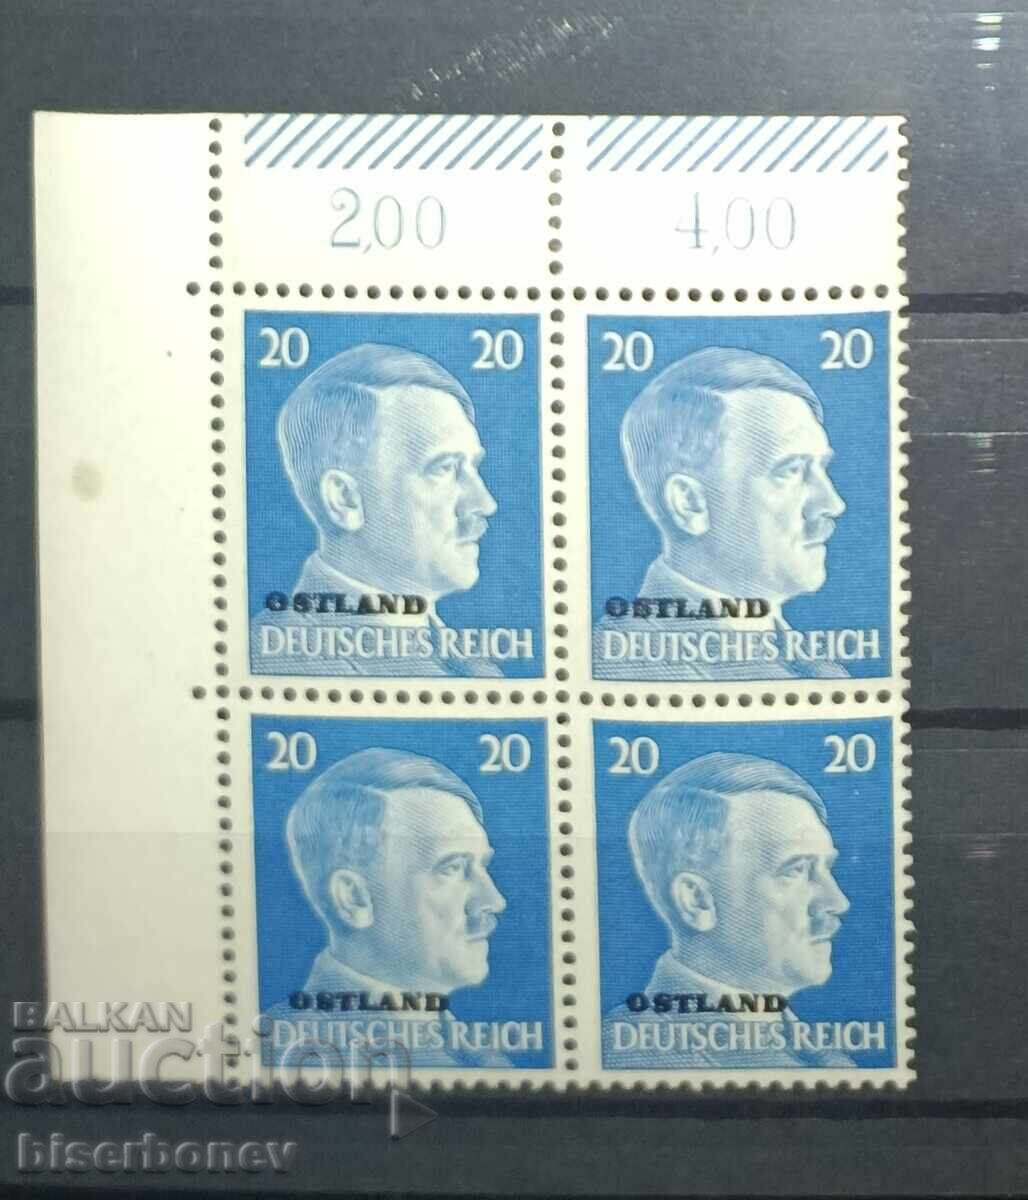 2,00 4,00
20 20 20 20
OSTLAND OSTLAND
DEUTSCHES REICH DEUTSCHES REICH
20 20 20 20
OSTLAND OSTLAND
DEUTSCHES REICH DEUTSCHES REICH
BALKAN
auction
biserbonev